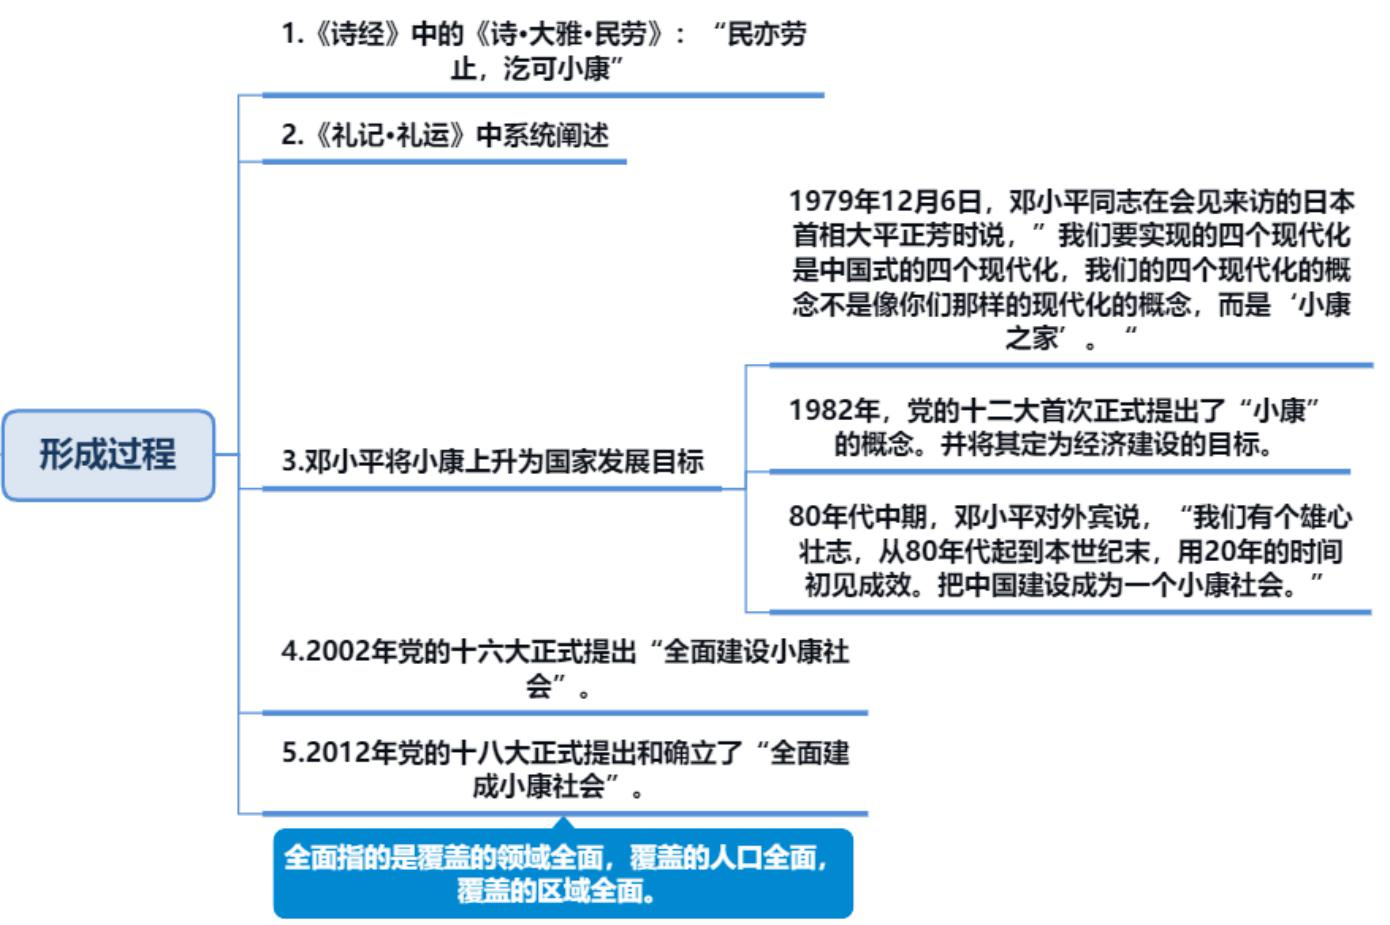 1.《诗经》中的《诗•大雅•民劳》：“民亦劳
止，汔可小康”
2.《礼记•礼运》中系统阐述
1979年12月6日，邓小平同志在会见来访的日本
首相大平正芳时说，”我们要实现的四个现代化
是中国式的四个现代化，我们的四个现代化的概
念不是像你们那样的现代化的概念，而是‘小康
之家’。“
1982年，党的十二大首次正式提出了“小康”
的概念。并将其定为经济建设的目标。
形成过程
3.邓小平将小康上升为国家发展目标
80年代中期，邓小平对外宾说，“我们有个雄心
壮志，从80年代起到本世纪末，用20年的时间
初见成效。把中国建设成为一个小康社会。”
4.2002年党的十六大正式提出“全面建设小康社
会”。
5.2012年党的十八大正式提出和确立了“全面建
成小康社会”。
全面指的是覆盖的领域全面，覆盖的人口全面，
覆盖的区域全面。